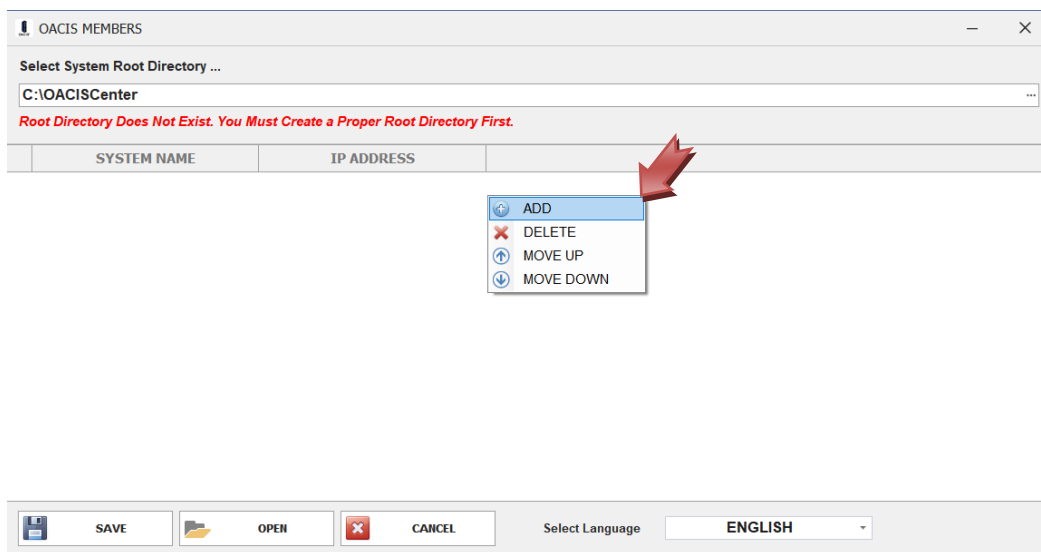 OACIS MEMBERS
Select System Root Directory ...
C:\OACISCenter
...
Root Directory Does Not Exist. You Must Create a Proper Root Directory First.
SYSTEM NAME IP ADDRESS
ADD
DELETE
MOVE UP
MOVE DOWN
SAVE OPEN CANCEL Select Language ENGLISH